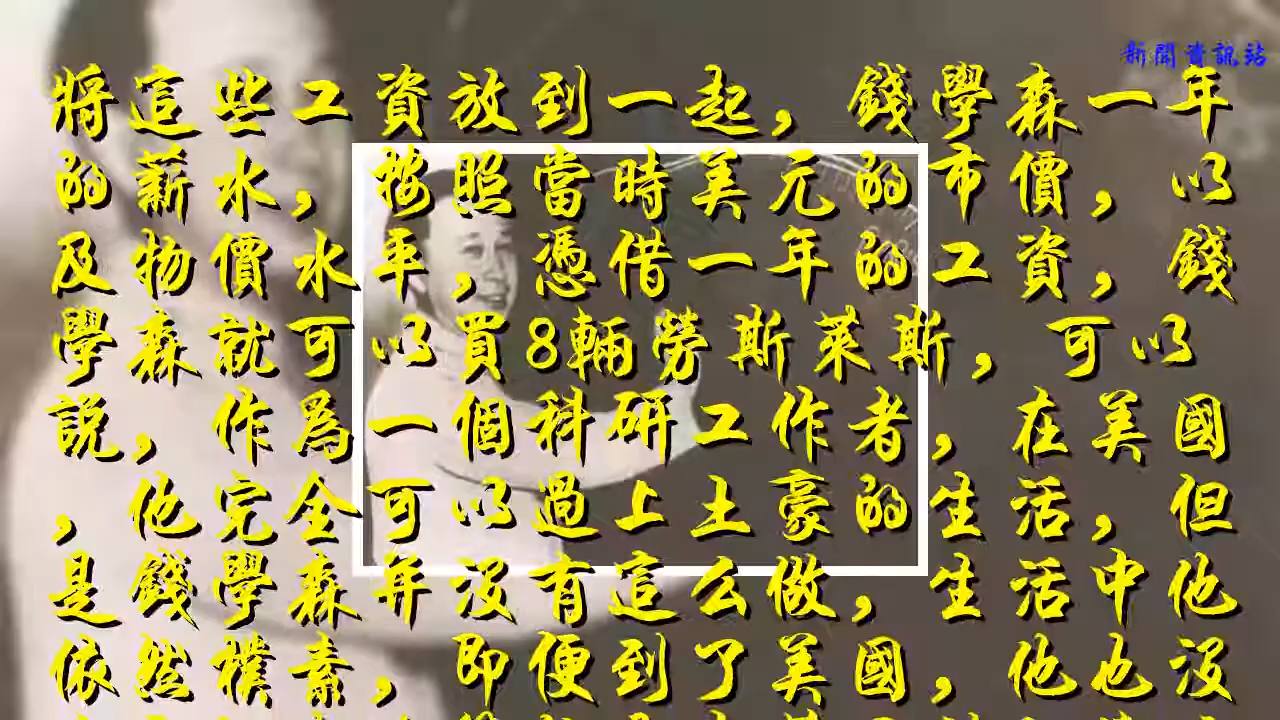 新聞資訊站
將這些工資放到一起，錢學森一年
的薪水，按照當時美元的市價，以
及物價水平，憑借一年的工資，錢
學森就可以買8輛勞斯萊斯，可以
説，作爲一個科研工作者，在美國
，他完全可以過上土豪的生活，但
是錢學森并沒有這么做，生活中他
依然樸素，即便到了美國，他也沒